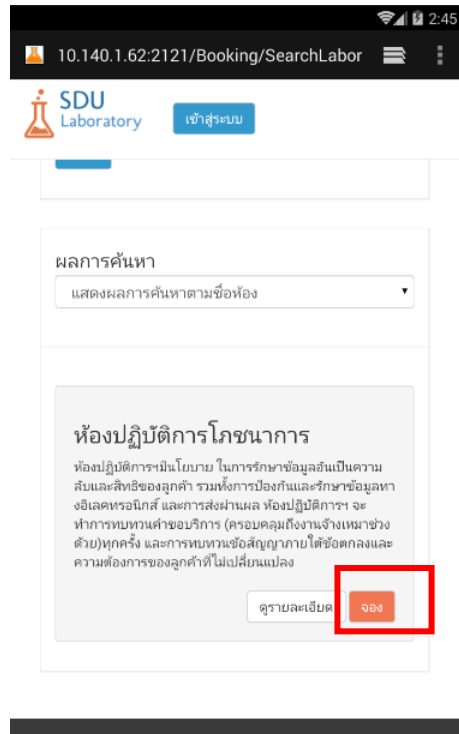 2:45
10.140.1.62:2121/Booking/SearchLabor
SDU
Laboratory
เข้าสู่ระบบ
ผลการค้นหา
แสดงผลการค้นหาตามชื่อห้อง
ห้องปฏิบัติการโภชนาการ
ห้องปฏิบัติการฯมีนโยบาย ในการรักษาข้อมูลอันเป็นความ
ลับและสิทธิของลูกค้า รวมทั้งการป้องกันและรักษาข้อมูลทา
งอิเลคทรอนิกส์ และการส่งผ่านผล ห้องปฏิบัติการฯ จะ
ทำการทบทวนคำขอบริการ (ครอบคลุมถึงงานจ้างเหมาช่วง
ด้วย)ทุกครั้ง และการทบทวนข้อสัญญาภายใต้ข้อตกลงและ
ความต้องการของลูกค้าที่ไม่เปลี่ยนแปลง
ดูรายละเอียด จอง